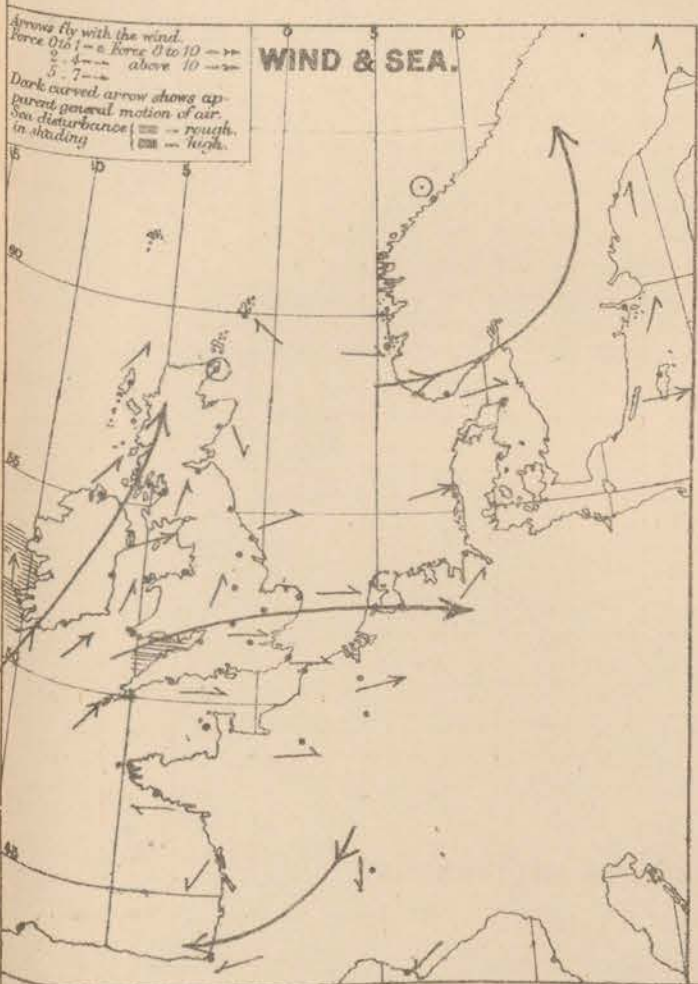 Arrows fly with the wind.
Force 0 to 1 = o Force 8 to 10
2 . 4 above 10
5 . 7
Dark curved arrow shows ap-
parent general motion of air.
Sea disturbance rough.
in shading high.
WIND & SEA.
0
5
10
15
10
5
60
55
50
45